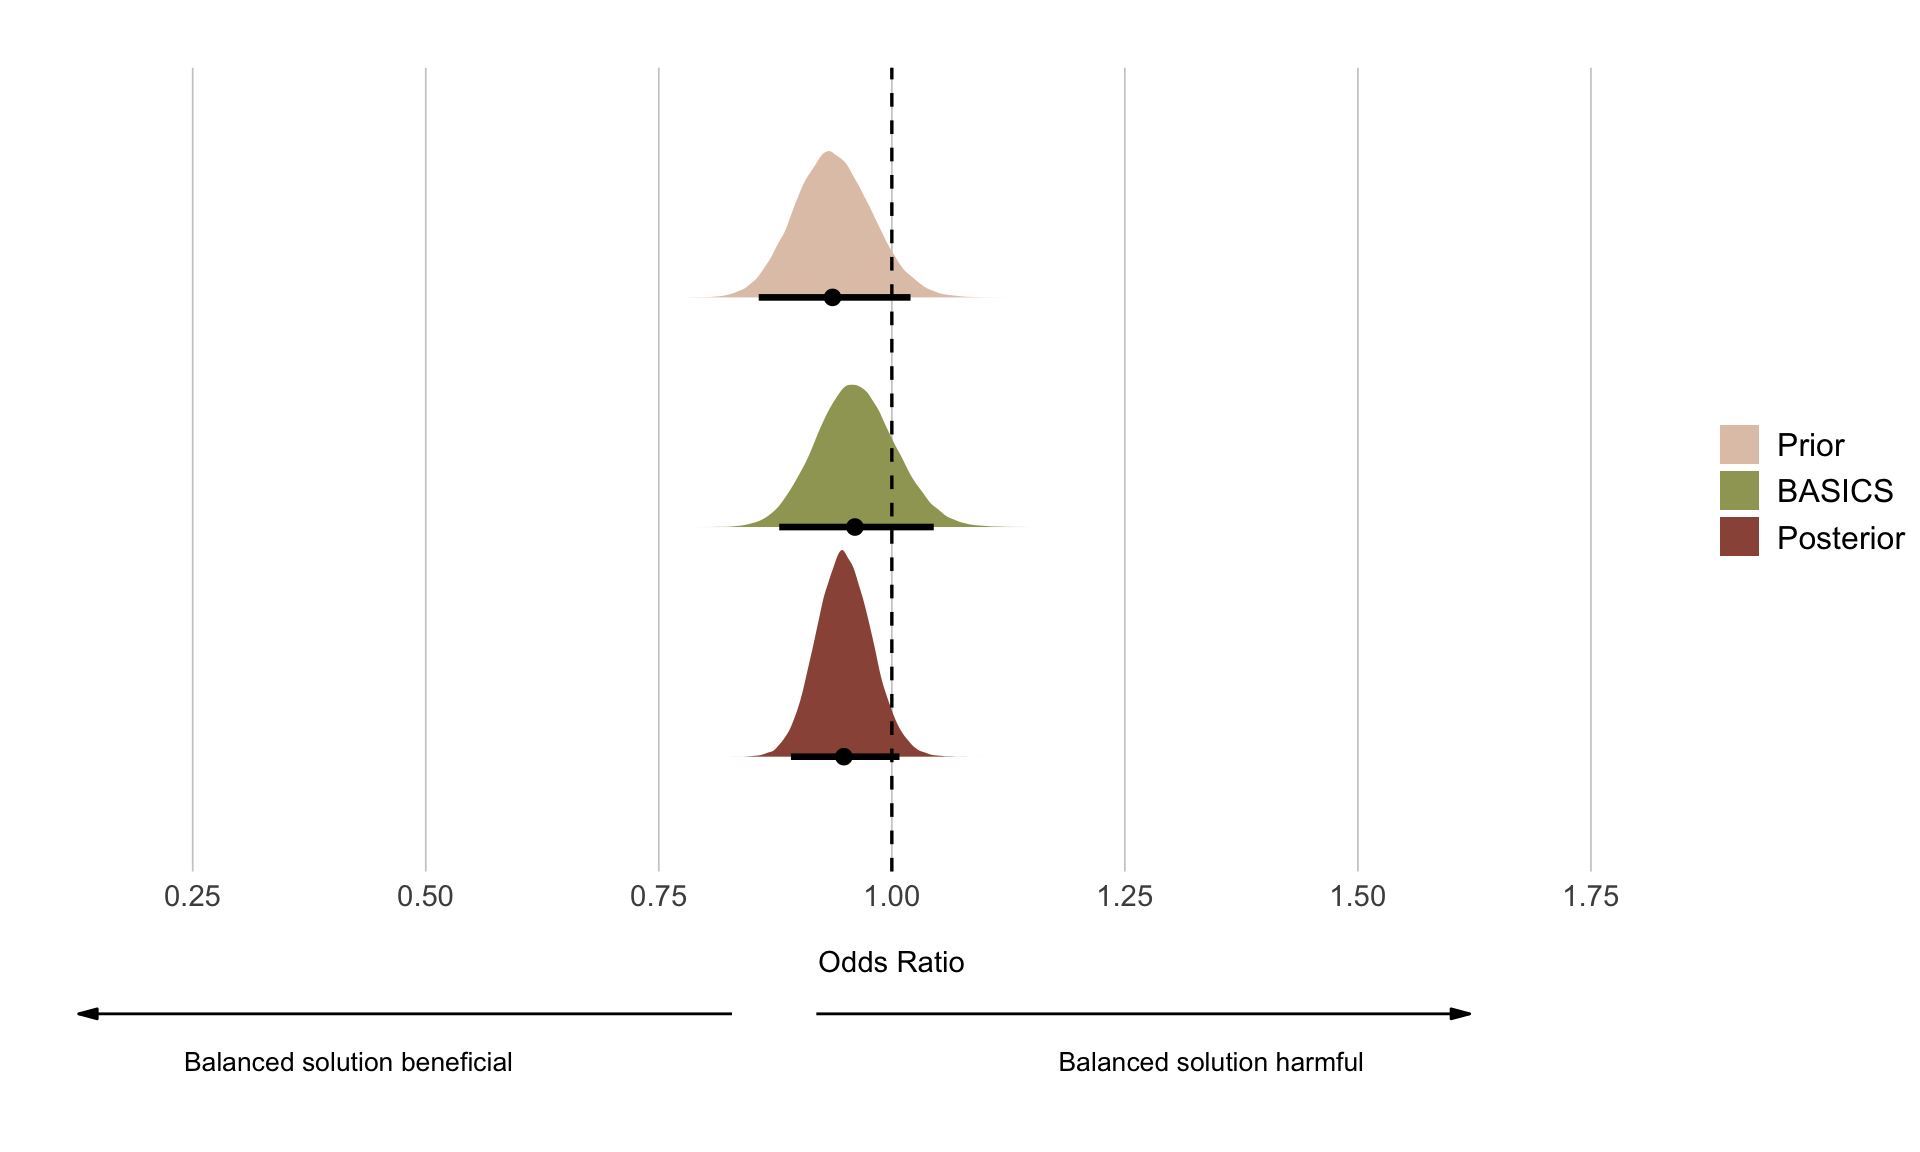 Prior
BASICS
Posterior
0.25 0.50 0.75 1.00 1.25 1.50 1.75
Odds Ratio
Balanced solution beneficial
Balanced solution harmful